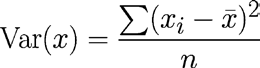 Var(x) = ∑(xᵢ − x̄)² / n